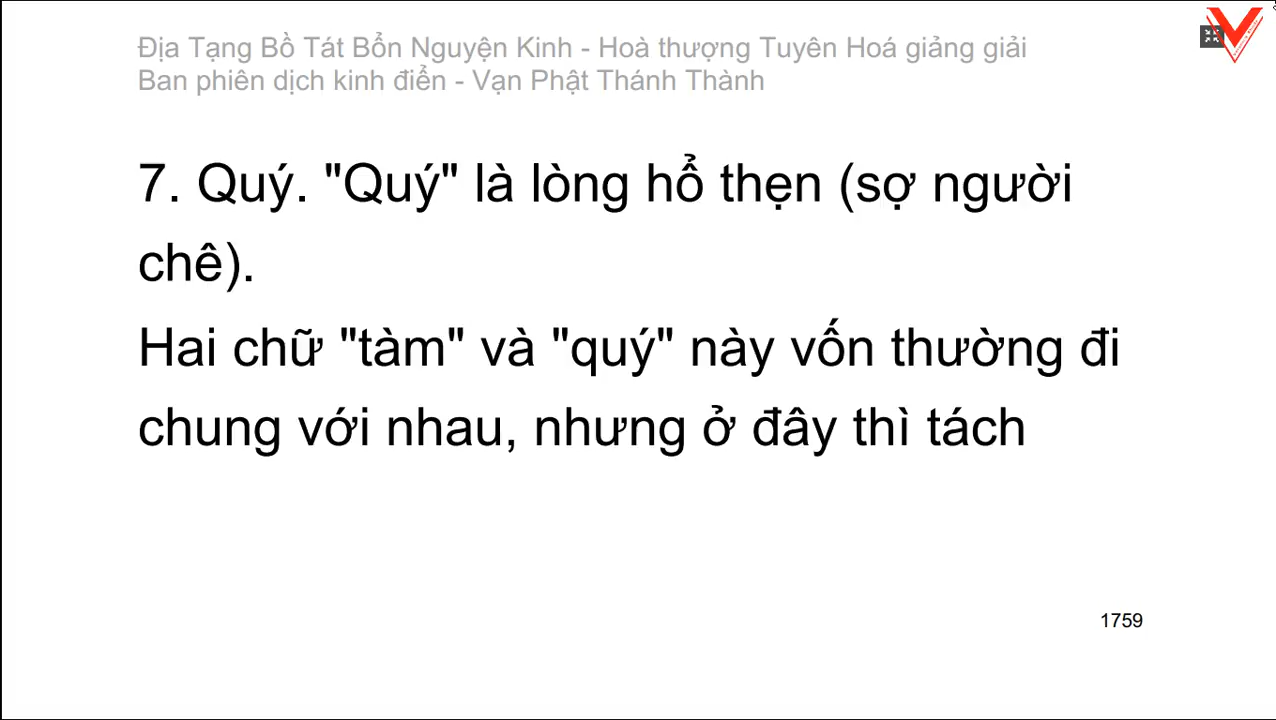 Địa Tạng Bồ Tát Bổn Nguyện Kinh - Hoà thượng Tuyên Hoá giảng giải
Ban phiên dịch kinh điển - Vạn Phật Thánh Thành
7. Quý. "Quý" là lòng hổ thẹn (sợ người
chê).
Hai chữ "tàm" và "quý" này vốn thường đi
chung với nhau, nhưng ở đây thì tách
1759